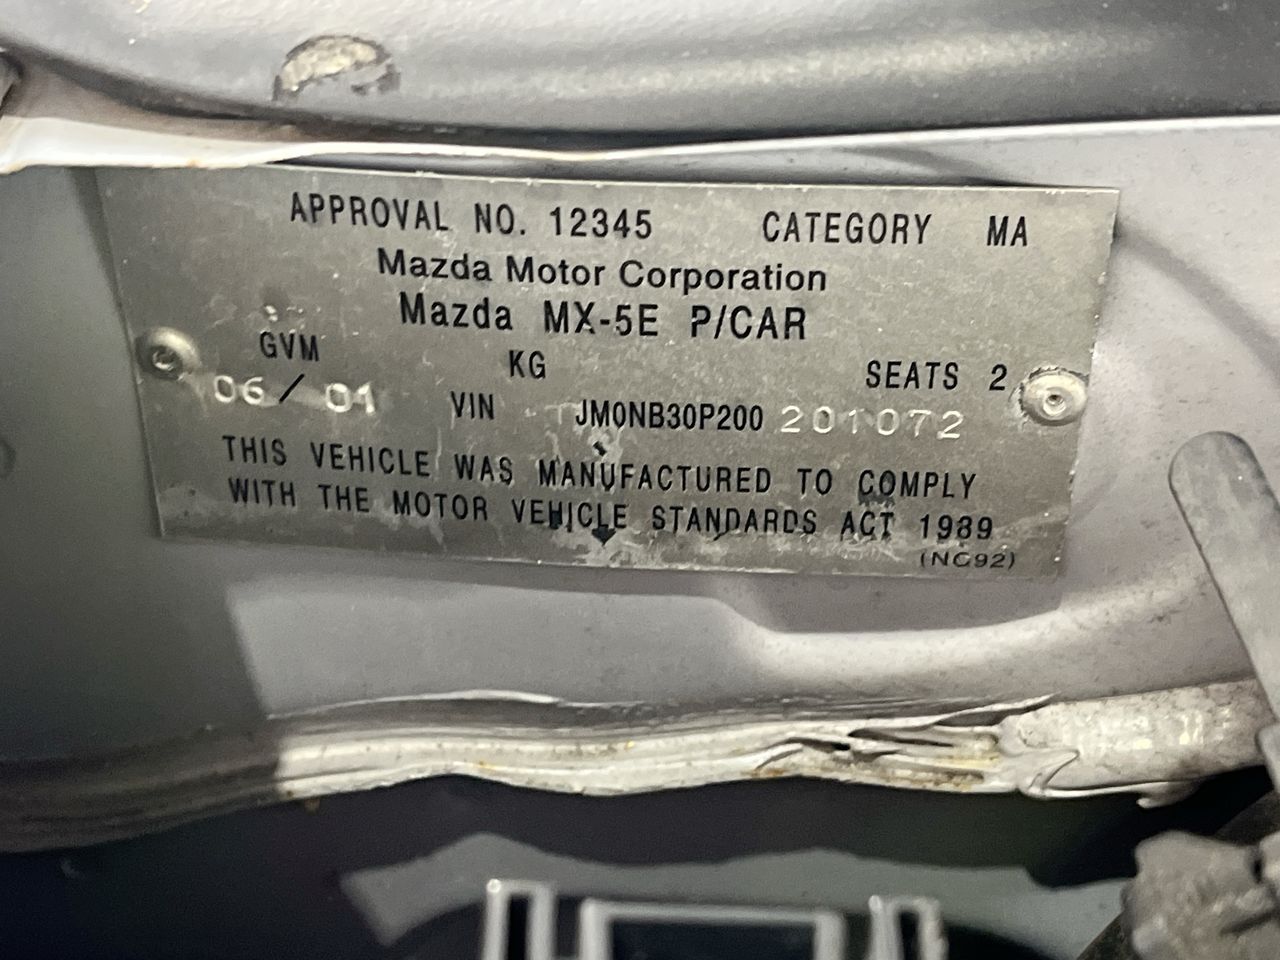 APPROVAL NO. 12345 CATEGORY MA
Mazda Motor Corporation
Mazda MX-5E P/CAR
GVM KG SEATS 2
06/01 VIN JM0NB30P200 201072
THIS VEHICLE WAS MANUFACTURED TO COMPLY
WITH THE MOTOR VEHICLE STANDARDS ACT 1989
(NC92)